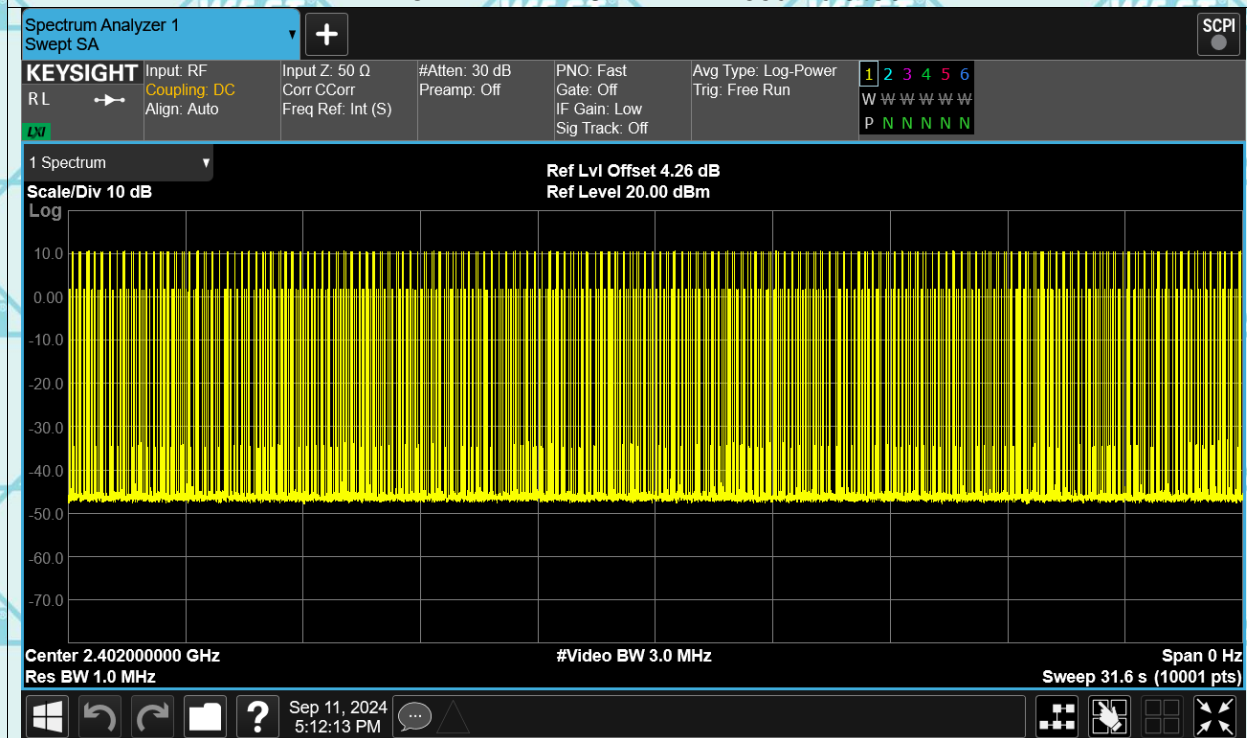 Spectrum Analyzer 1
Swept SA
+
SCPI
KEYSIGHT
R L
LXI
Input: RF
Coupling: DC
Align: Auto
Input Z: 50 Ω
Corr CCorr
Freq Ref: Int (S)
#Atten: 30 dB
Preamp: Off
PNO: Fast
Gate: Off
IF Gain: Low
Sig Track: Off
Avg Type: Log-Power
Trig: Free Run
1 2 3 4 5 6
W W W W W W
P N N N N N
1 Spectrum
Scale/Div 10 dB
Ref Lvl Offset 4.26 dB
Ref Level 20.00 dBm
Log
10.0
0.00
-10.0
-20.0
-30.0
-40.0
-50.0
-60.0
-70.0
Center 2.402000000 GHz
#Video BW 3.0 MHz
Span 0 Hz
Res BW 1.0 MHz
Sweep 31.6 s (10001 pts)
?
Sep 11, 2024
5:12:13 PM